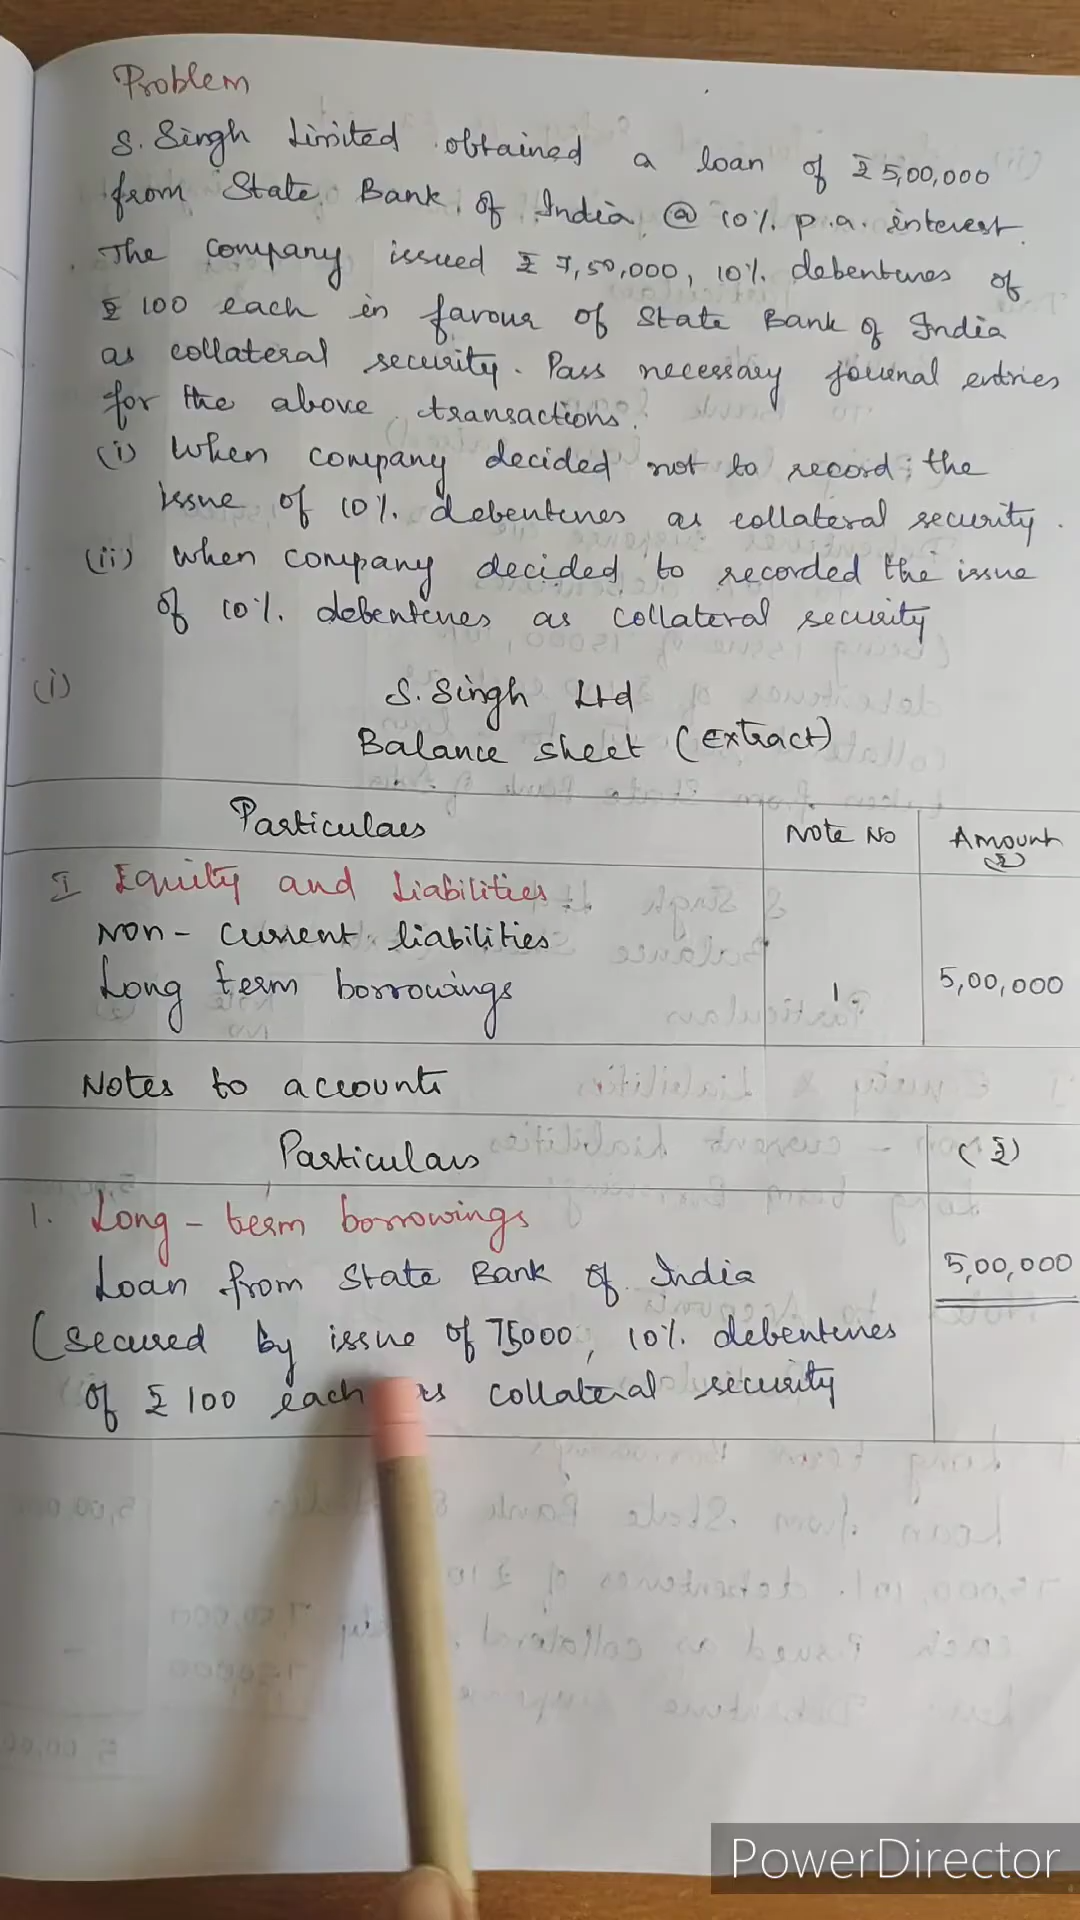 Problem
S. Singh Limited obtained a loan of ₹ 5,00,000
from State Bank of India @ 10% p.a. interest.
The company issued ₹ 7,50,000, 10% debentures of
₹ 100 each in favour of State Bank of India
as collateral security. Pass necessary journal entries
for the above transactions.
(i) When company decided not to record the
issue of 10% debentures as collateral security.
(ii) When company decided to recorded the issue
of 10% debentures as collateral security
(i) S. Singh Ltd
Balance sheet (Extract)
Particulars Note No Amount (₹)
I Equity and Liabilities
Non-current liabilities
Long term borrowings 1. 5,00,000
Notes to accounts
Particulars (₹)
1. Long-term borrowings
Loan from State Bank of India 5,00,000
(secured by issue of 75000, 10% debentures
of ₹ 100 each as collateral security
PowerDirector